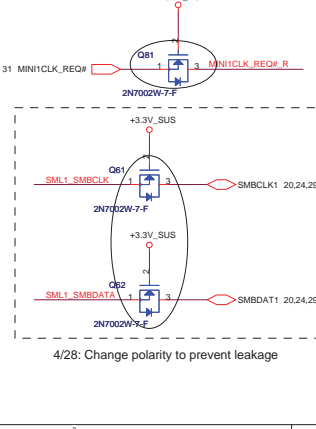 Q81
2
31 MINI1CLK_REQ# 1 3 MINI1CLK_REQ#_R
2N7002W-7-F
+3.3V_SUS
2
Q61
SML1_SMBCLK 1 3 SMBCLK1 20,24,29
2N7002W-7-F
+3.3V_SUS
2
Q62
SML1_SMBDATA 1 3 SMBDAT1 20,24,29
2N7002W-7-F
4/28: Change polarity to prevent leakage